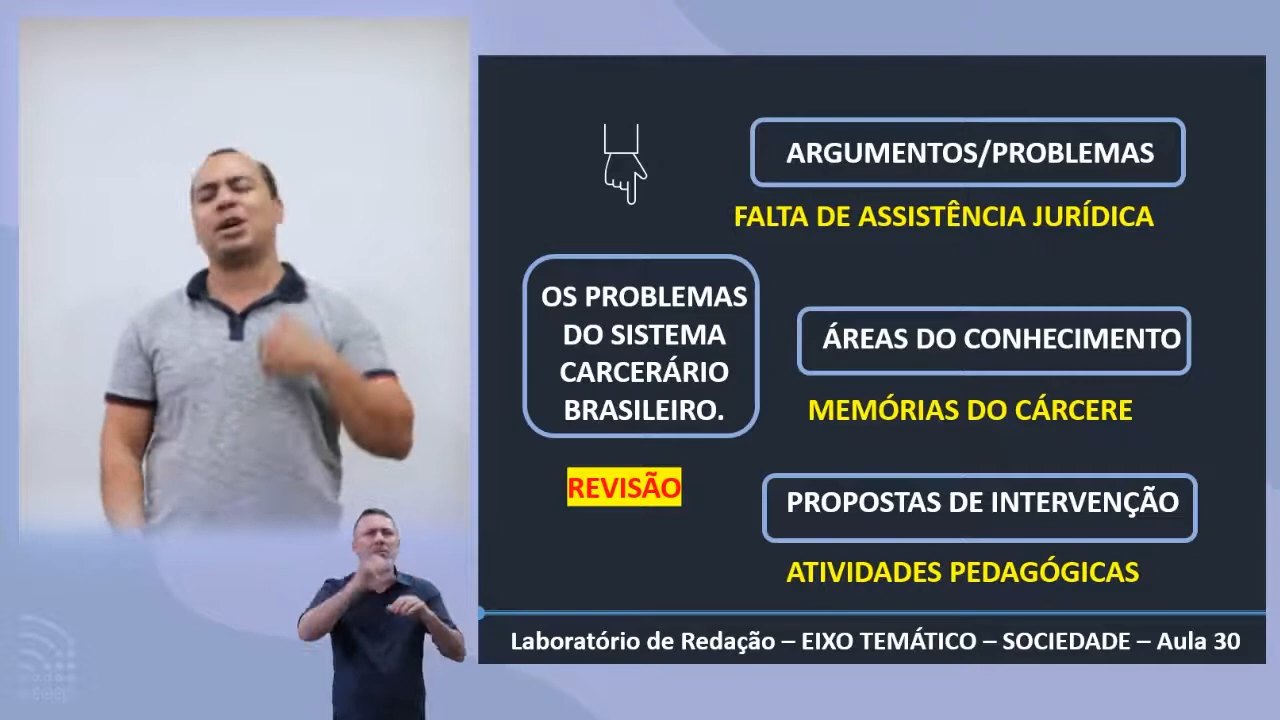 ARGUMENTOS/PROBLEMAS
FALTA DE ASSISTÊNCIA JURÍDICA
OS PROBLEMAS
DO SISTEMA
CARCERÁRIO
BRASILEIRO.
ÁREAS DO CONHECIMENTO
MEMÓRIAS DO CÁRCERE
REVISÃO
PROPOSTAS DE INTERVENÇÃO
ATIVIDADES PEDAGÓGICAS
Laboratório de Redação – EIXO TEMÁTICO – SOCIEDADE – Aula 30